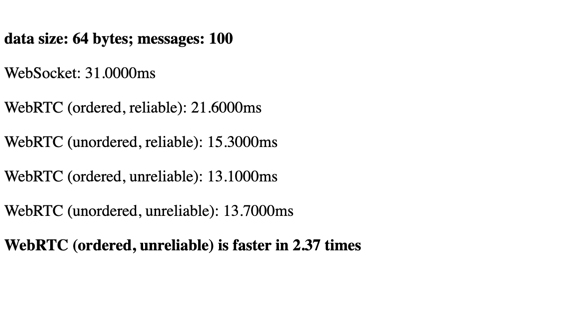 data size: 64 bytes; messages: 100
WebSocket: 31.0000ms
WebRTC (ordered, reliable): 21.6000ms
WebRTC (unordered, reliable): 15.3000ms
WebRTC (ordered, unreliable): 13.1000ms
WebRTC (unordered, unreliable): 13.7000ms
WebRTC (ordered, unreliable) is faster in 2.37 times